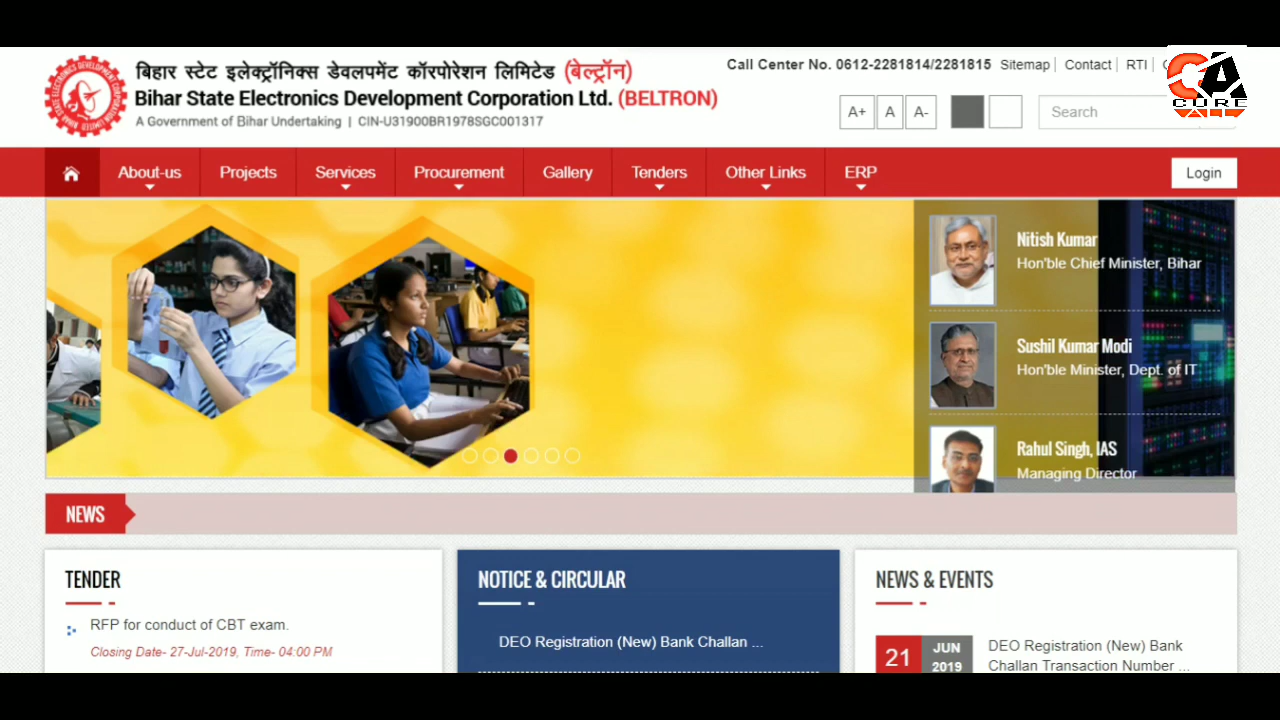 बिहार स्टेट इलेक्ट्रॉनिक्स डेवलपमेंट कॉरपोरेशन लिमिटेड (बेल्ट्रॉन)
Bihar State Electronics Development Corporation Ltd. (BELTRON)
A Government of Bihar Undertaking | CIN-U31900BR1978SGC001317
Call Center No. 0612-2281814/2281815 Sitemap Contact RTI
A+ A A- Search
CA
CURE
About-us Projects Services Procurement Gallery Tenders Other Links ERP Login
Nitish Kumar
Hon'ble Chief Minister, Bihar
Sushil Kumar Modi
Hon'ble Minister, Dept. of IT
Rahul Singh, IAS
Managing Director
NEWS
TENDER
RFP for conduct of CBT exam.
Closing Date- 27-Jul-2019, Time- 04:00 PM
NOTICE & CIRCULAR
DEO Registration (New) Bank Challan ...
NEWS & EVENTS
21 JUN 2019
DEO Registration (New) Bank
Challan Transaction Number ...